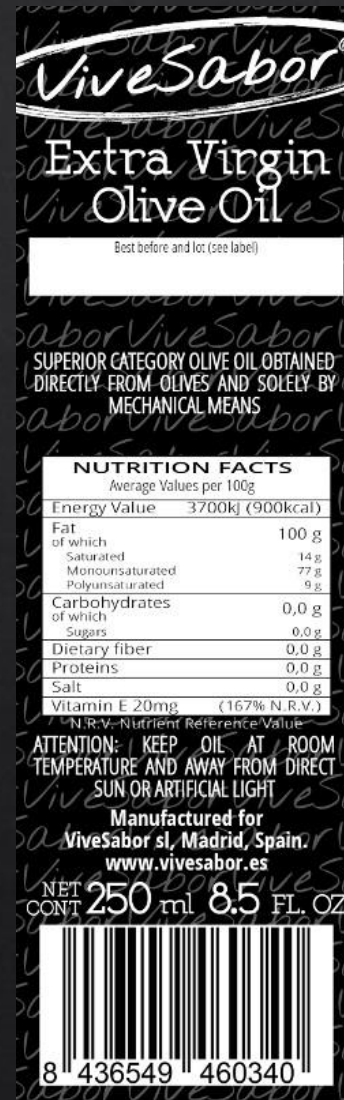 ViveSabor®
Extra Virgin
Olive Oil
Best before and lot (see label)
SUPERIOR CATEGORY OLIVE OIL OBTAINED
DIRECTLY FROM OLIVES AND SOLELY BY
MECHANICAL MEANS
NUTRITION FACTS
Average Values per 100g
Energy Value 3700kj (900kcal)
Fat 100 g
of which
Saturated 14 g
Monounsaturated 77 g
Polyunsaturated 9 g
Carbohydrates 0,0 g
of which
Sugars 0,0 g
Dietary fiber 0,0 g
Proteins 0,0 g
Salt 0,0 g
Vitamin E 20mg (167% N.R.V.)
N.R.V. Nutrient Reference Value
ATTENTION: KEEP OIL AT ROOM
TEMPERATURE AND AWAY FROM DIRECT
SUN OR ARTIFICIAL LIGHT
Manufactured for
ViveSabor sl, Madrid, Spain.
www.vivesabor.es
NET CONT 250 ml 8.5 FL. OZ
8 436549 460340